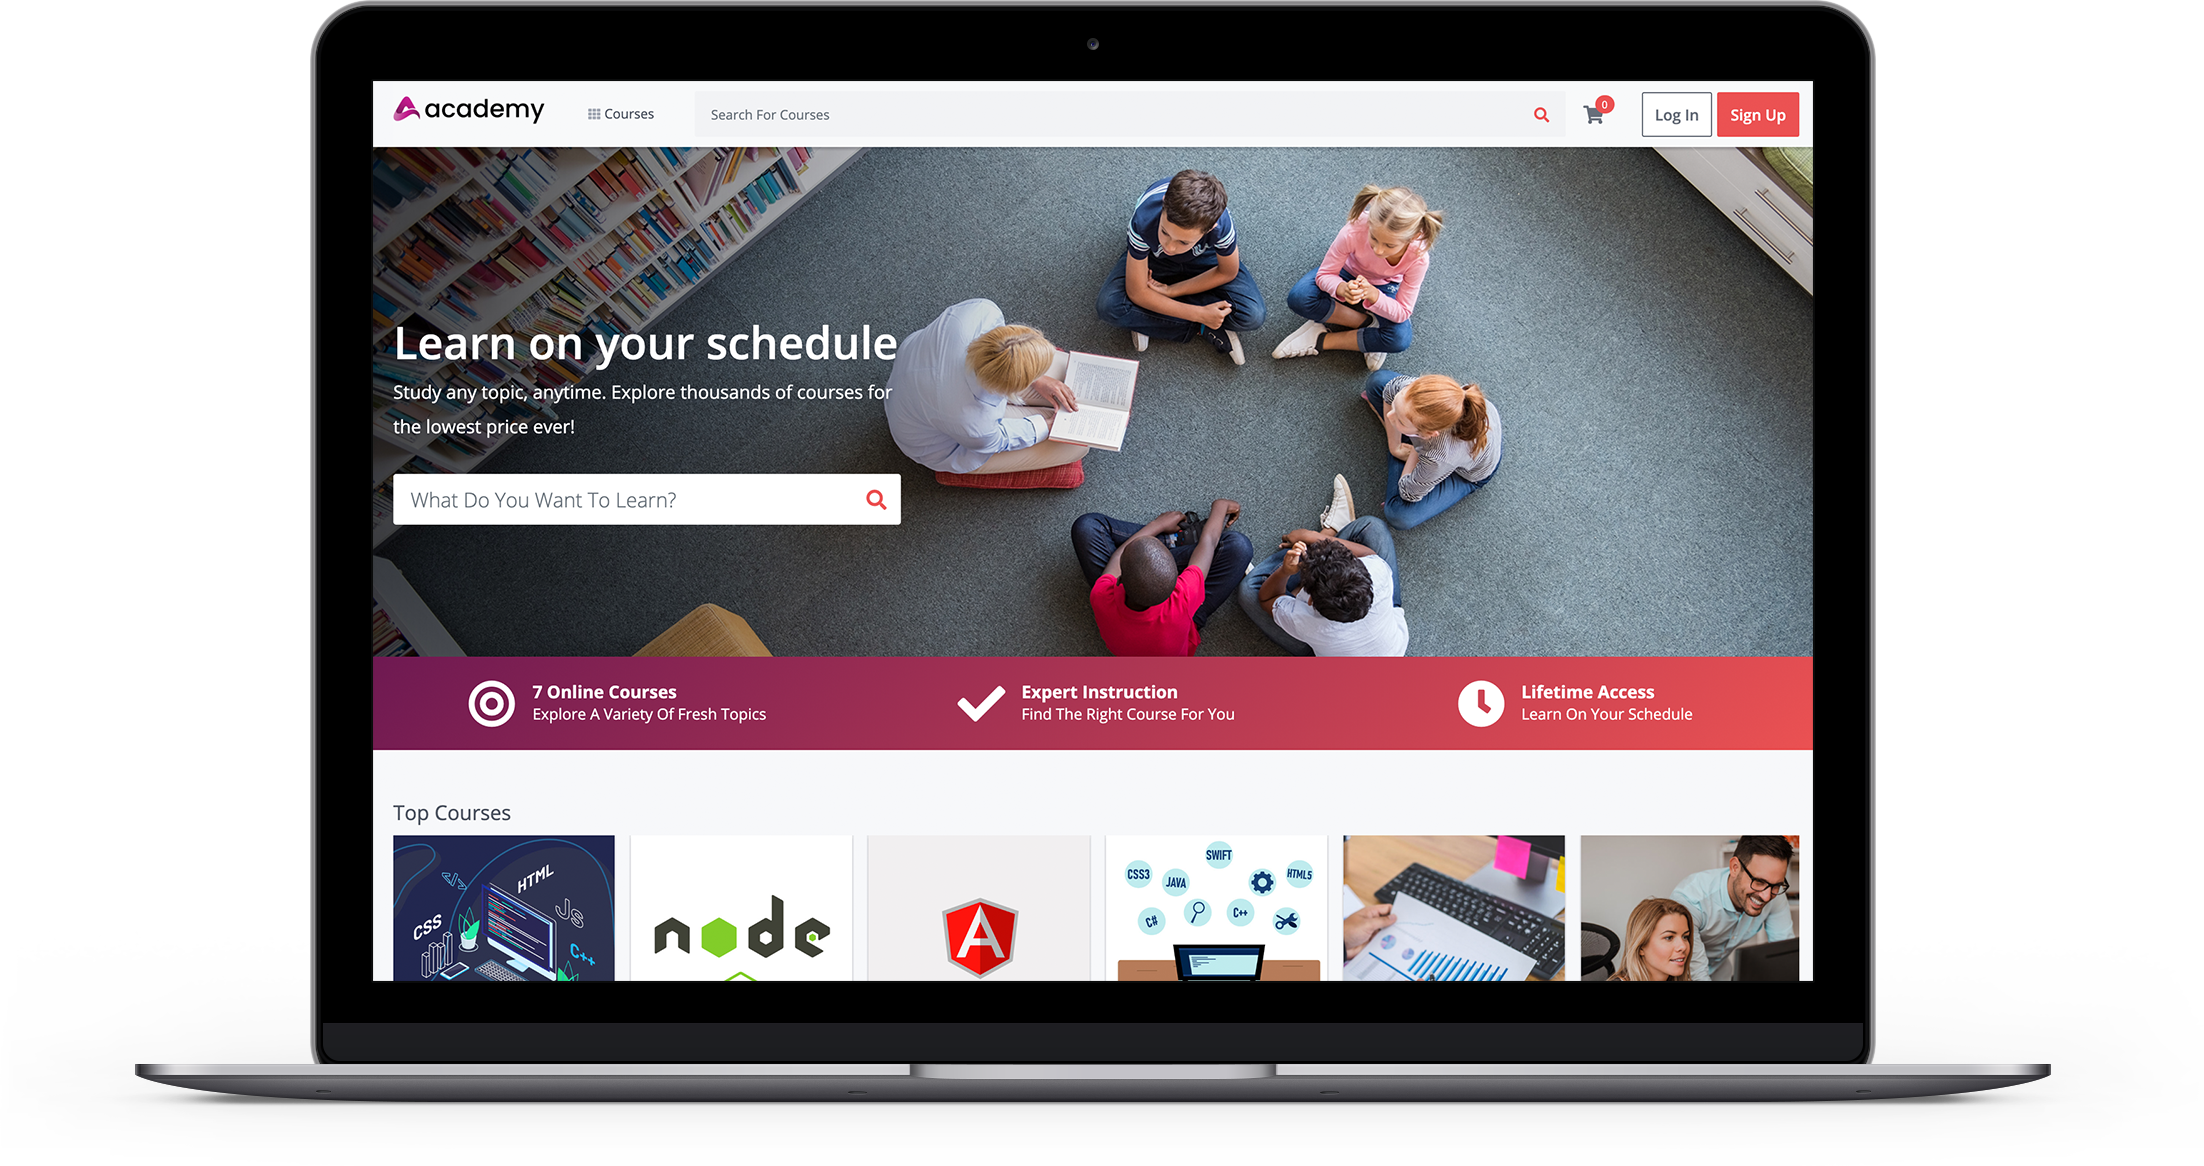 academy
Courses
Search For Courses
0
Log In
Sign Up
Learn on your schedule
Study any topic, anytime. Explore thousands of courses for
the lowest price ever!
What Do You Want To Learn?
7 Online Courses
Explore A Variety Of Fresh Topics
Expert Instruction
Find The Right Course For You
Lifetime Access
Learn On Your Schedule
Top Courses
</>
HTML
JS
CSS
C++
node
A
SWIFT
CSS3
JAVA
HTML5
C#
C++